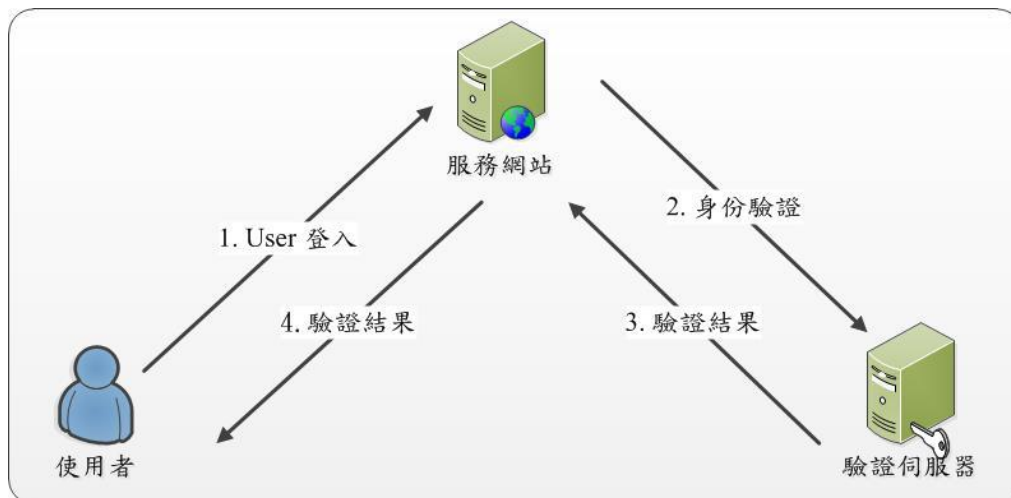 服務網站
2. 身份驗證
1. User 登入
4. 驗證結果
3. 驗證結果
使用者
驗證伺服器